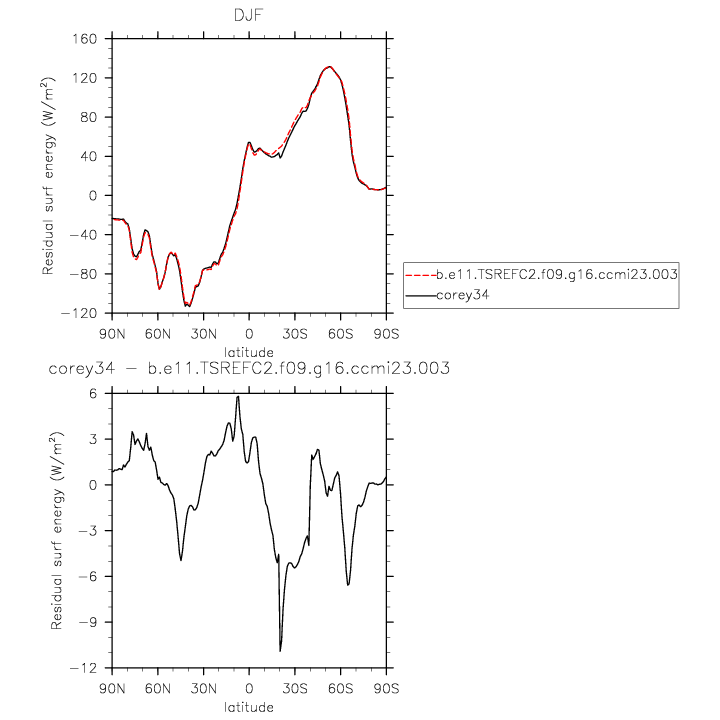 DJF
Residual surf energy (W/m²)
160
120
80
40
0
−40
−80
−120
90N 60N 30N 0 30S 60S 90S
latitude
b.e11.TSREFC2.f09.g16.ccmi23.003
corey34
corey34 − b.e11.TSREFC2.f09.g16.ccmi23.003
Residual surf energy (W/m²)
6
3
0
−3
−6
−9
−12
90N 60N 30N 0 30S 60S 90S
latitude